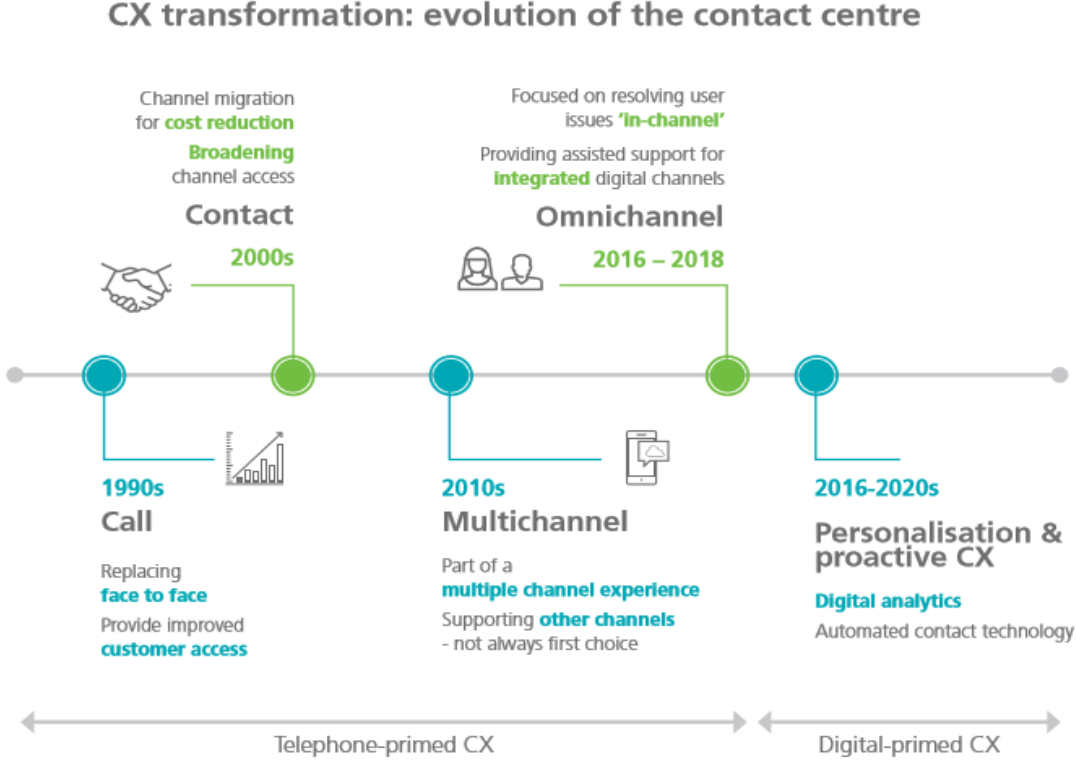 CX transformation: evolution of the contact centre
Channel migration
for cost reduction
Broadening
channel access
Contact
2000s
Focused on resolving user
issues ‘in-channel’
Providing assisted support for
integrated digital channels
Omnichannel
2016 – 2018
1990s
Call
Replacing
face to face
Provide improved
customer access
2010s
Multichannel
Part of a
multiple channel experience
Supporting other channels
- not always first choice
2016-2020s
Personalisation &
proactive CX
Digital analytics
Automated contact technology
Telephone-primed CX
Digital-primed CX